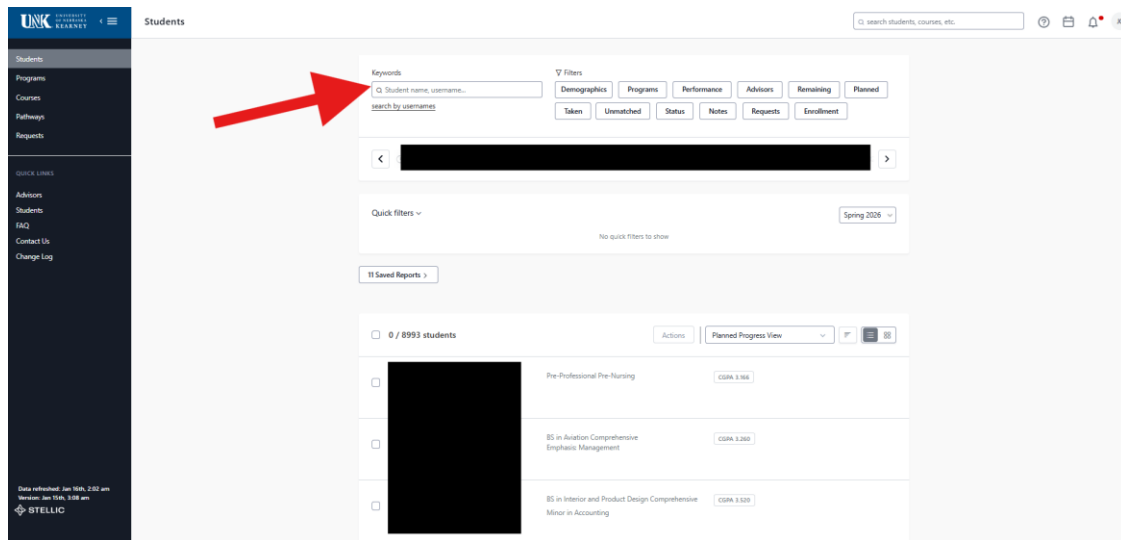 UNK UNIVERSITY OF NEBRASKA KEARNEY
Students
search students, courses, etc.
Students
Programs
Courses
Pathways
Requests
QUICK LINKS
Advisors
Students
FAQ
Contact Us
Change Log
Data refreshed: Jan 16th, 2:02 am
Version: Jan 15th, 3:08 am
STELLIC
Keywords
Student name, username...
search by usernames
Filters
Demographics Programs Performance Advisors Remaining Planned
Taken Unmatched Status Notes Requests Enrollment
Quick filters
Spring 2026
No quick filters to show
11 Saved Reports >
0 / 8993 students
Actions
Planned Progress View
Pre-Professional Pre-Nursing
CGPA 3.166
BS in Aviation Comprehensive
Emphasis: Management
CGPA 3.260
BS in Interior and Product Design Comprehensive
Minor in Accounting
CGPA 3.520